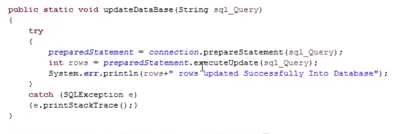 public static void updateDataBase(String sql_Query)
{
try
{
preparedStatement = connection.prepareStatement(sql_Query);
int rows = preparedStatement.executeUpdate(sql_Query);
System.err.println(rows+" rows updated Successfully Into Database");
}
catch (SQLException e)
{e.printStackTrace();}
}